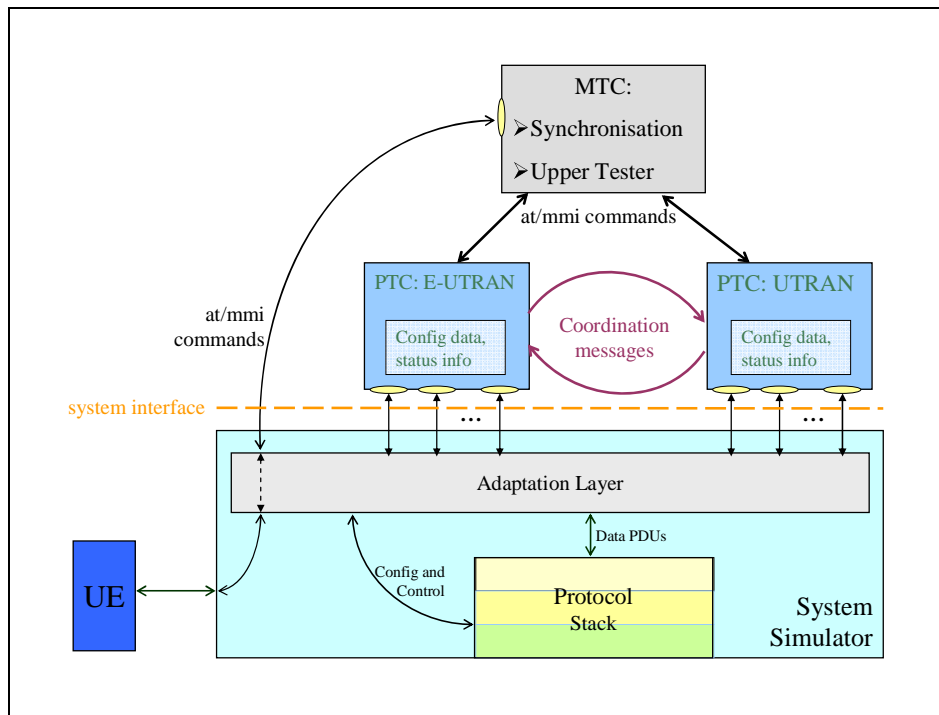 MTC:
➢Synchronisation
➢Upper Tester
at/mmi commands
PTC: E-UTRAN
PTC: UTRAN
at/mmi
commands
Config data,
status info
Coordination
messages
Config data,
status info
system interface
...
...
Adaptation Layer
Data PDUs
Config and
Control
UE
Protocol
Stack
System
Simulator